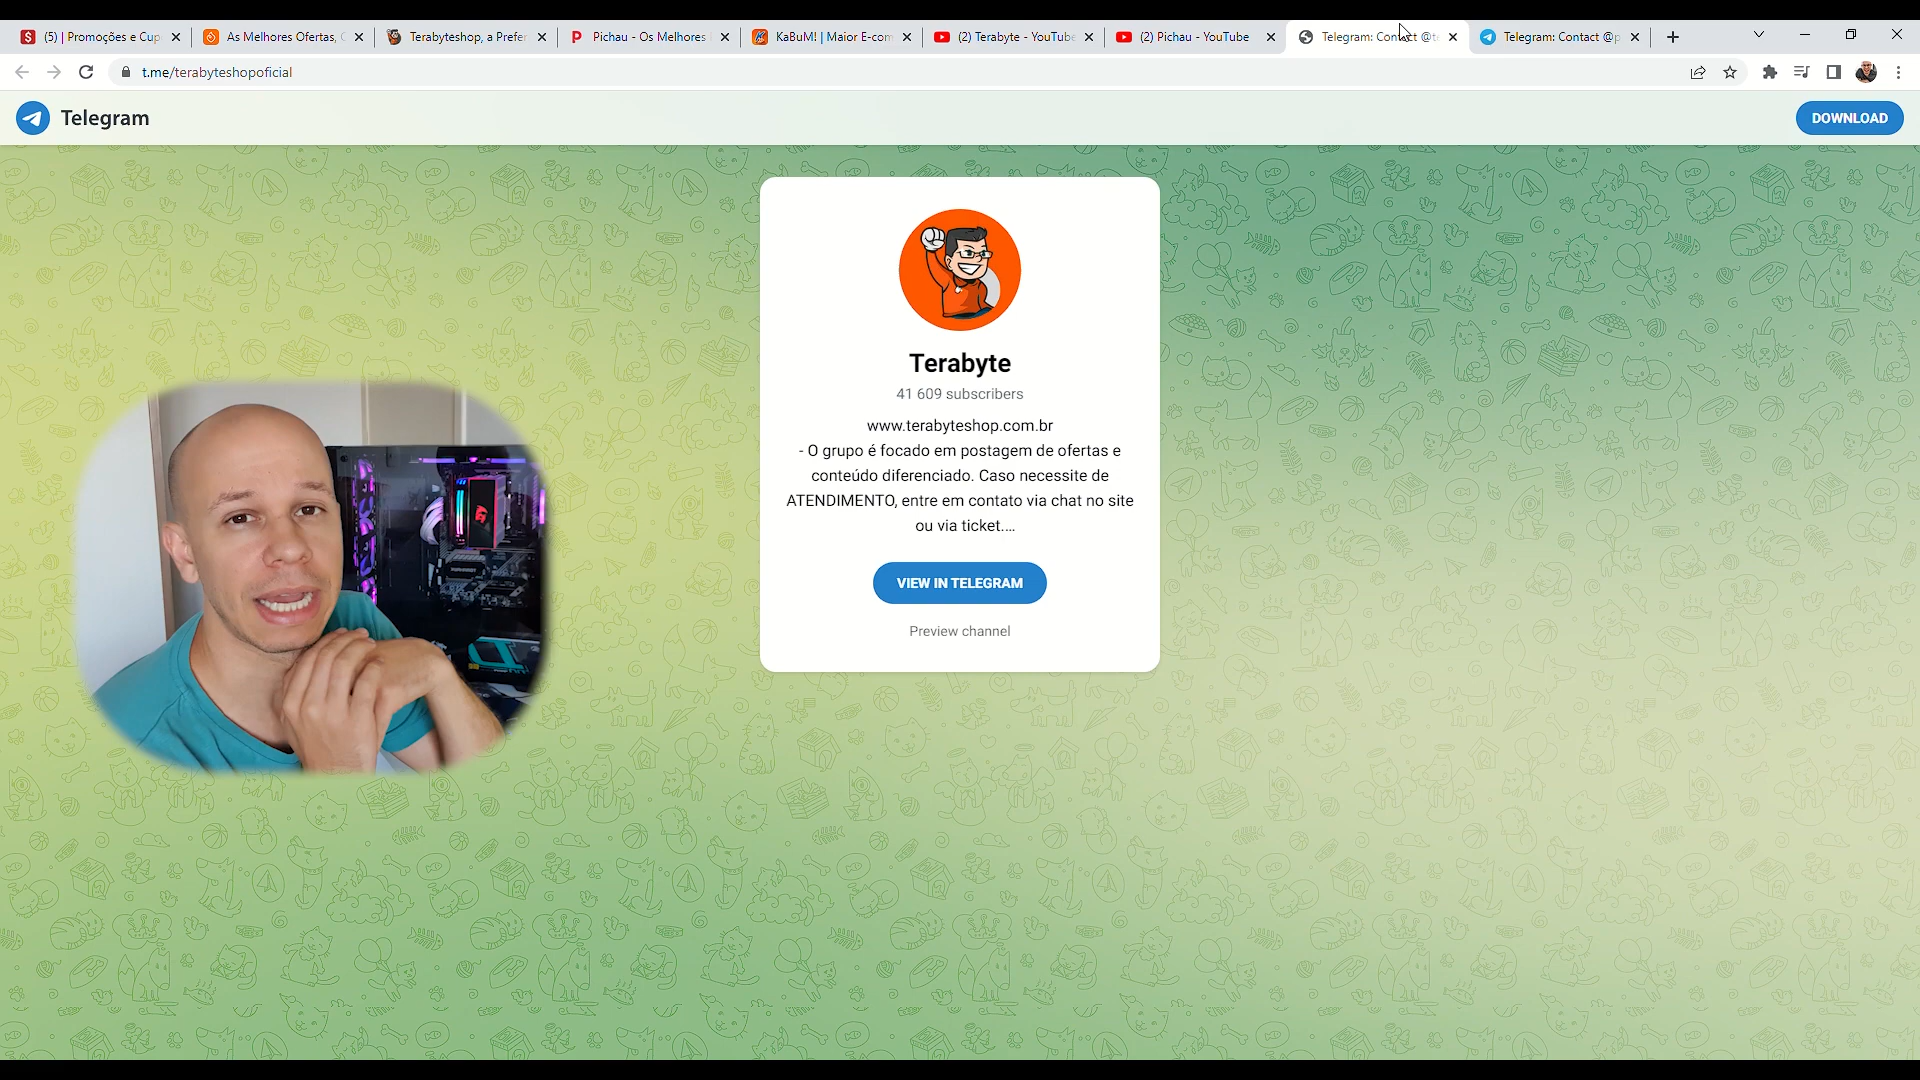 (5) | Promoções e Cup
As Melhores Ofertas, C
Terabyteshop, a Prefer
Pichau - Os Melhores
KaBuM! | Maior E-com
(2) Terabyte - YouTube
(2) Pichau - YouTube
Telegram: Contact @te
Telegram: Contact @p
t.me/terabyteshopoficial
Telegram
DOWNLOAD
Terabyte
41 609 subscribers
www.terabyteshop.com.br
- O grupo é focado em postagem de ofertas e
conteúdo diferenciado. Caso necessite de
ATENDIMENTO, entre em contato via chat no site
ou via ticket....
VIEW IN TELEGRAM
Preview channel